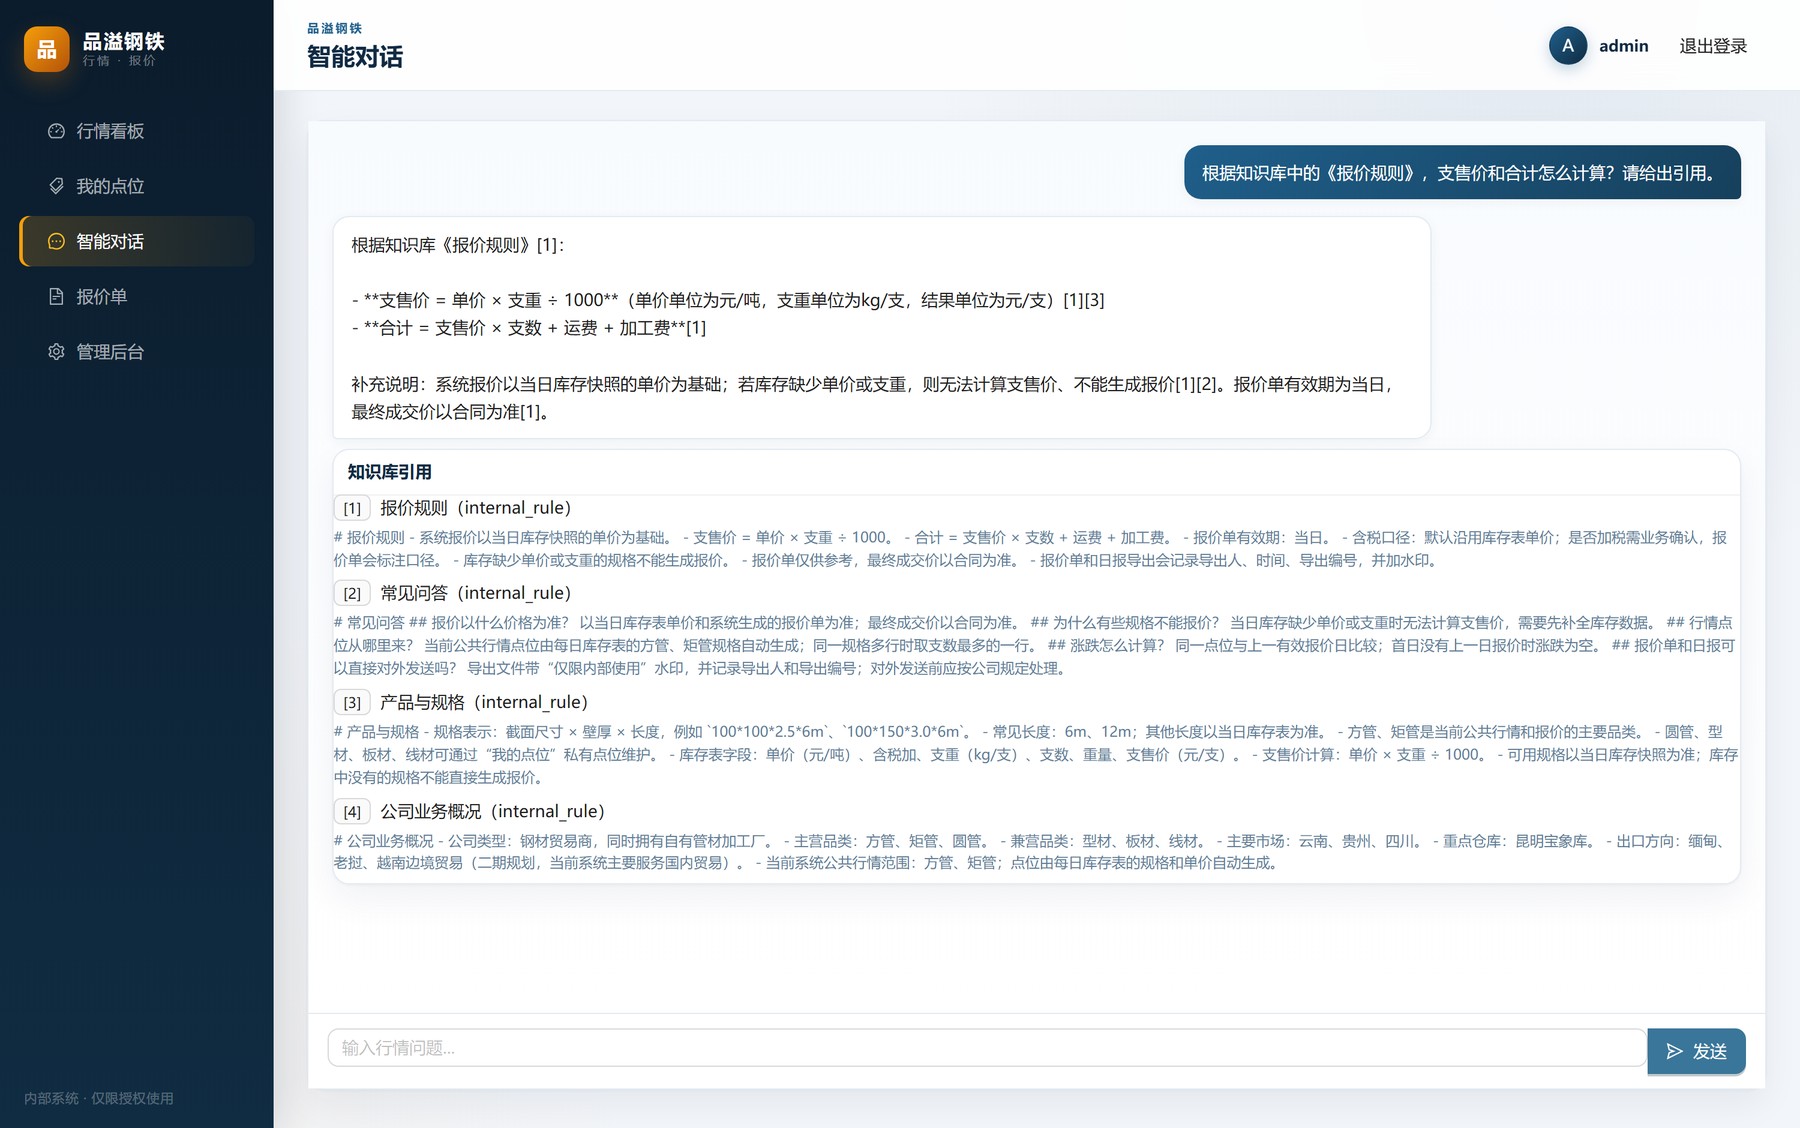 品
品溢钢铁
行情 · 报价
行情看板
我的点位
智能对话
报价单
管理后台
内部系统 · 仅限授权使用
品溢钢铁
智能对话
A
admin
退出登录
根据知识库中的《报价规则》，支售价和合计怎么计算？请给出引用。
根据知识库《报价规则》[1]：
- **支售价 = 单价 × 支重 ÷ 1000**（单价单位为元/吨，支重单位为kg/支，结果单位为元/支）[1][3]
- **合计 = 支售价 × 支数 + 运费 + 加工费**[1]
补充说明：系统报价以当日库存快照的单价为基础；若库存缺少单价或支重，则无法计算支售价、不能生成报价[1][2]。报价单有效期为当日，
最终成交价以合同为准[1]。
知识库引用
[1] 报价规则（internal_rule）
# 报价规则 - 系统报价以当日库存快照的单价为基础。 - 支售价 = 单价 × 支重 ÷ 1000。 - 合计 = 支售价 × 支数 + 运费 + 加工费。 - 报价单有效期：当日。 - 含税口径：默认沿用库存表单价；是否加税需业务确认，报
价单会标注口径。 - 库存缺少单价或支重的规格不能生成报价。 - 报价单仅供参考，最终成交价以合同为准。 - 报价单和日报导出会记录导出人、时间、导出编号，并加水印。
[2] 常见问答（internal_rule）
# 常见问答 ## 报价以什么价格为准？ 以当日库存表单价和系统生成的报价单为准；最终成交价以合同为准。 ## 为什么有些规格不能报价？ 当日库存缺少单价或支重时无法计算支售价，需要先补全库存数据。 ## 行情点
位从哪里来？ 当前公共行情点位由每日库存表的方管、矩管规格自动生成；同一规格多行时取支数最多的一行。 ## 涨跌怎么计算？ 同一点位与上一有效报价日比较；首日没有上一日报价时涨跌为空。 ## 报价单和日报可
以直接对外发送吗？ 导出文件带“仅限内部使用”水印，并记录导出人和导出编号；对外发送前应按公司规定处理。
[3] 产品与规格（internal_rule）
# 产品与规格 - 规格表示：截面尺寸 × 壁厚 × 长度，例如 `100*100*2.5*6m`、`100*150*3.0*6m`。 - 常见长度：6m、12m；其他长度以当日库存表为准。 - 方管、矩管是当前公共行情和报价的主要品类。 - 圆管、型
材、板材、线材可通过“我的点位”私有点位维护。 - 库存表字段：单价（元/吨）、含税加、支重（kg/支）、支数、重量、支售价（元/支）。 - 支售价计算：单价 × 支重 ÷ 1000。 - 可用规格以当日库存快照为准；库存
中没有的规格不能直接生成报价。
[4] 公司业务概况（internal_rule）
# 公司业务概况 - 公司类型：钢材贸易商，同时拥有自有管材加工厂。 - 主营品类：方管、矩管、圆管。 - 兼营品类：型材、板材、线材。 - 主要市场：云南、贵州、四川。 - 重点仓库：昆明宝象库。 - 出口方向：缅甸、
老挝、越南边境贸易（二期规划，当前系统主要服务国内贸易）。 - 当前系统公共行情范围：方管、矩管；点位由每日库存表的规格和单价自动生成。
输入行情问题...
发送